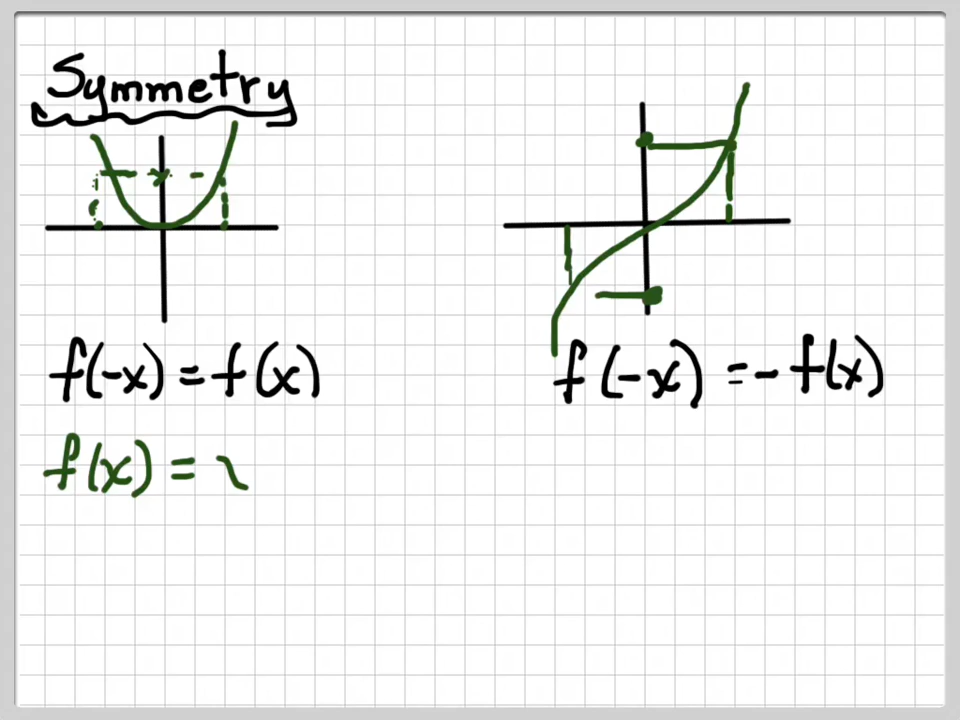 Symmetry
f(-x) = f(x)
f(-x) = - f(x)
f(x) =